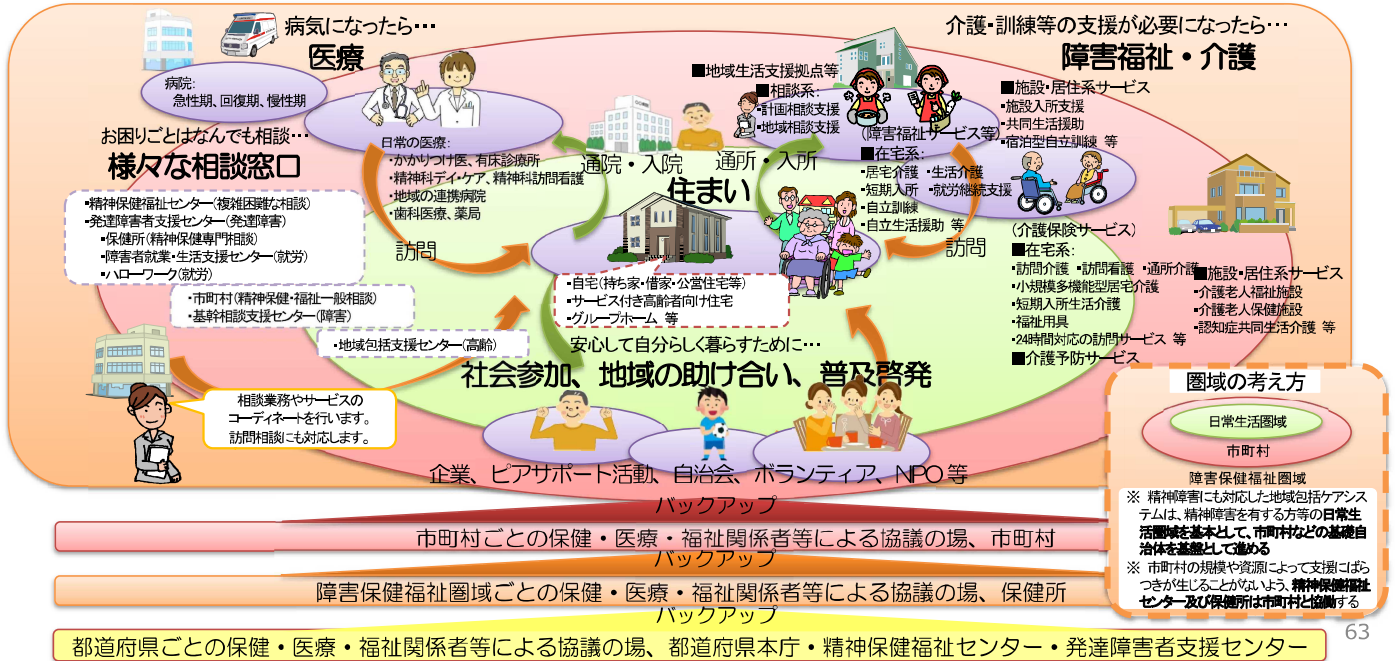 病気になったら…
医療
病院:
急性期、回復期、慢性期
日常の医療:
・かかりつけ医、有床診療所
・精神科デイ・ケア、精神科訪問看護
・地域の連携病院
・歯科医療、薬局
お困りごとはなんでも相談…
様々な相談窓口
・精神保健福祉センター(複雑困難な相談)
・発達障害者支援センター(発達障害)
・保健所(精神保健専門相談)
・障害者就業・生活支援センター(就労)
・ハローワーク(就労)
・市町村(精神保健・福祉一般相談)
・基幹相談支援センター(障害)
・地域包括支援センター(高齢)
訪問
相談業務やサービスの
コーディネートを行います。
訪問相談にも対応します。
通院・入院
通所・入所
住まい
・自宅(持ち家・借家・公営住宅等)
・サービス付き高齢者向け住宅
・グループホーム 等
介護・訓練等の支援が必要になったら…
障害福祉・介護
■地域生活支援拠点等
■相談系:
・計画相談支援
・地域相談支援
(障害福祉サービス等)
■在宅系:
・居宅介護 ・生活介護
・短期入所 ・就労継続支援
・自立訓練
・自立生活援助 等
訪問
■施設・居住系サービス
・施設入所支援
・共同生活援助
・宿泊型自立訓練 等
(介護保険サービス)
■在宅系:
・訪問介護 ・訪問看護 ・通所介護
・小規模多機能型居宅介護
・短期入所生活介護
・福祉用具
・24時間対応の訪問サービス 等
■介護予防サービス
■施設・居住系サービス
・介護老人福祉施設
・介護老人保健施設
・認知症共同生活介護 等
安心して自分らしく暮らすために…
社会参加、地域の助け合い、普及啓発
企業、ピアサポート活動、自治会、ボランティア、NPO 等
圏域の考え方
日常生活圏域
市町村
障害保健福祉圏域
※ 精神障害にも対応した地域包括ケアシス
テムは、精神障害を有する方等の日常生
活圏域を基本として、市町村などの基礎自
治体を基盤として進める
※ 市町村の規模や資源によって支援にばら
つきが生じることがないよう、精神保健福祉
センター及び保健所は市町村と協働する
バックアップ
市町村ごとの保健・医療・福祉関係者等による協議の場、市町村
バックアップ
障害保健福祉圏域ごとの保健・医療・福祉関係者等による協議の場、保健所
バックアップ
都道府県ごとの保健・医療・福祉関係者等による協議の場、都道府県本庁・精神保健福祉センター・発達障害者支援センター
63